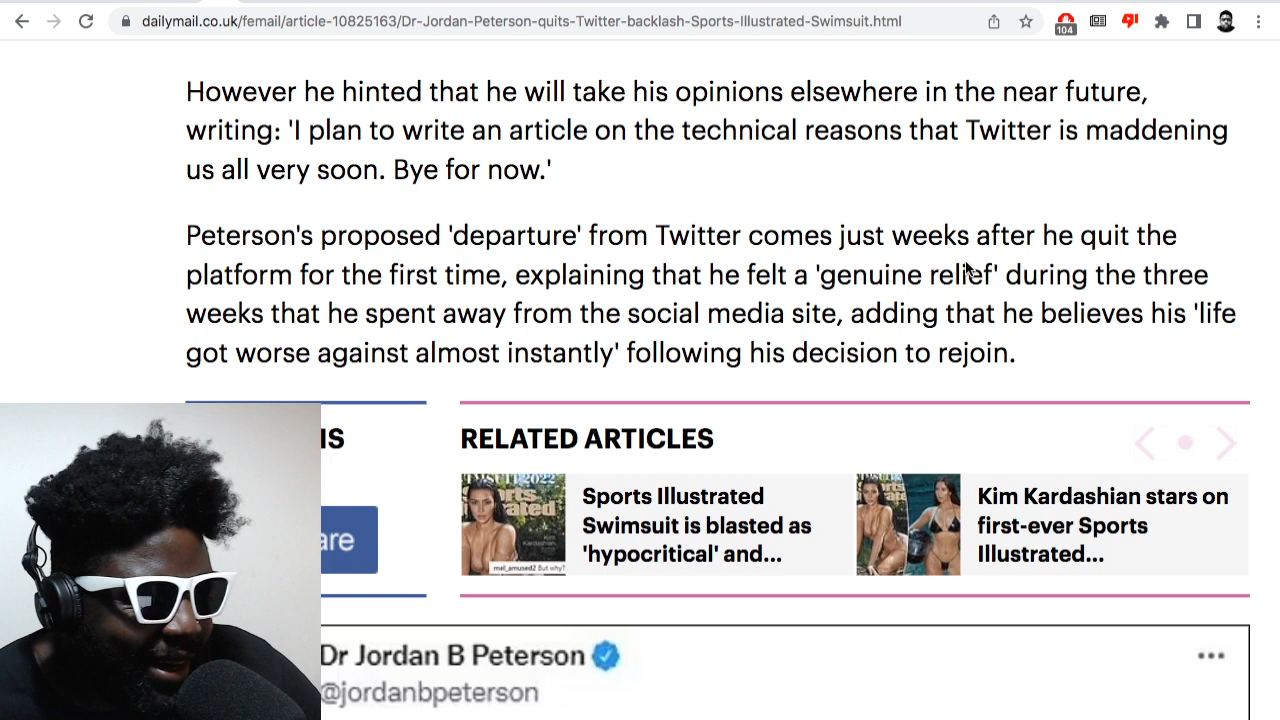 dailymail.co.uk/femail/article-10825163/Dr-Jordan-Peterson-quits-Twitter-backlash-Sports-Illustrated-Swimsuit.html
104
However he hinted that he will take his opinions elsewhere in the near future,
writing: 'I plan to write an article on the technical reasons that Twitter is maddening
us all very soon. Bye for now.'
Peterson's proposed 'departure' from Twitter comes just weeks after he quit the
platform for the first time, explaining that he felt a 'genuine relief' during the three
weeks that he spent away from the social media site, adding that he believes his 'life
got worse against almost instantly' following his decision to rejoin.
IS
are
RELATED ARTICLES
Sports Illustrated
Swimsuit is blasted as
'hypocritical' and...
mel_amused2 But why?
Kim Kardashian stars on
first-ever Sports
Illustrated...
Dr Jordan B Peterson
@jordanbpeterson